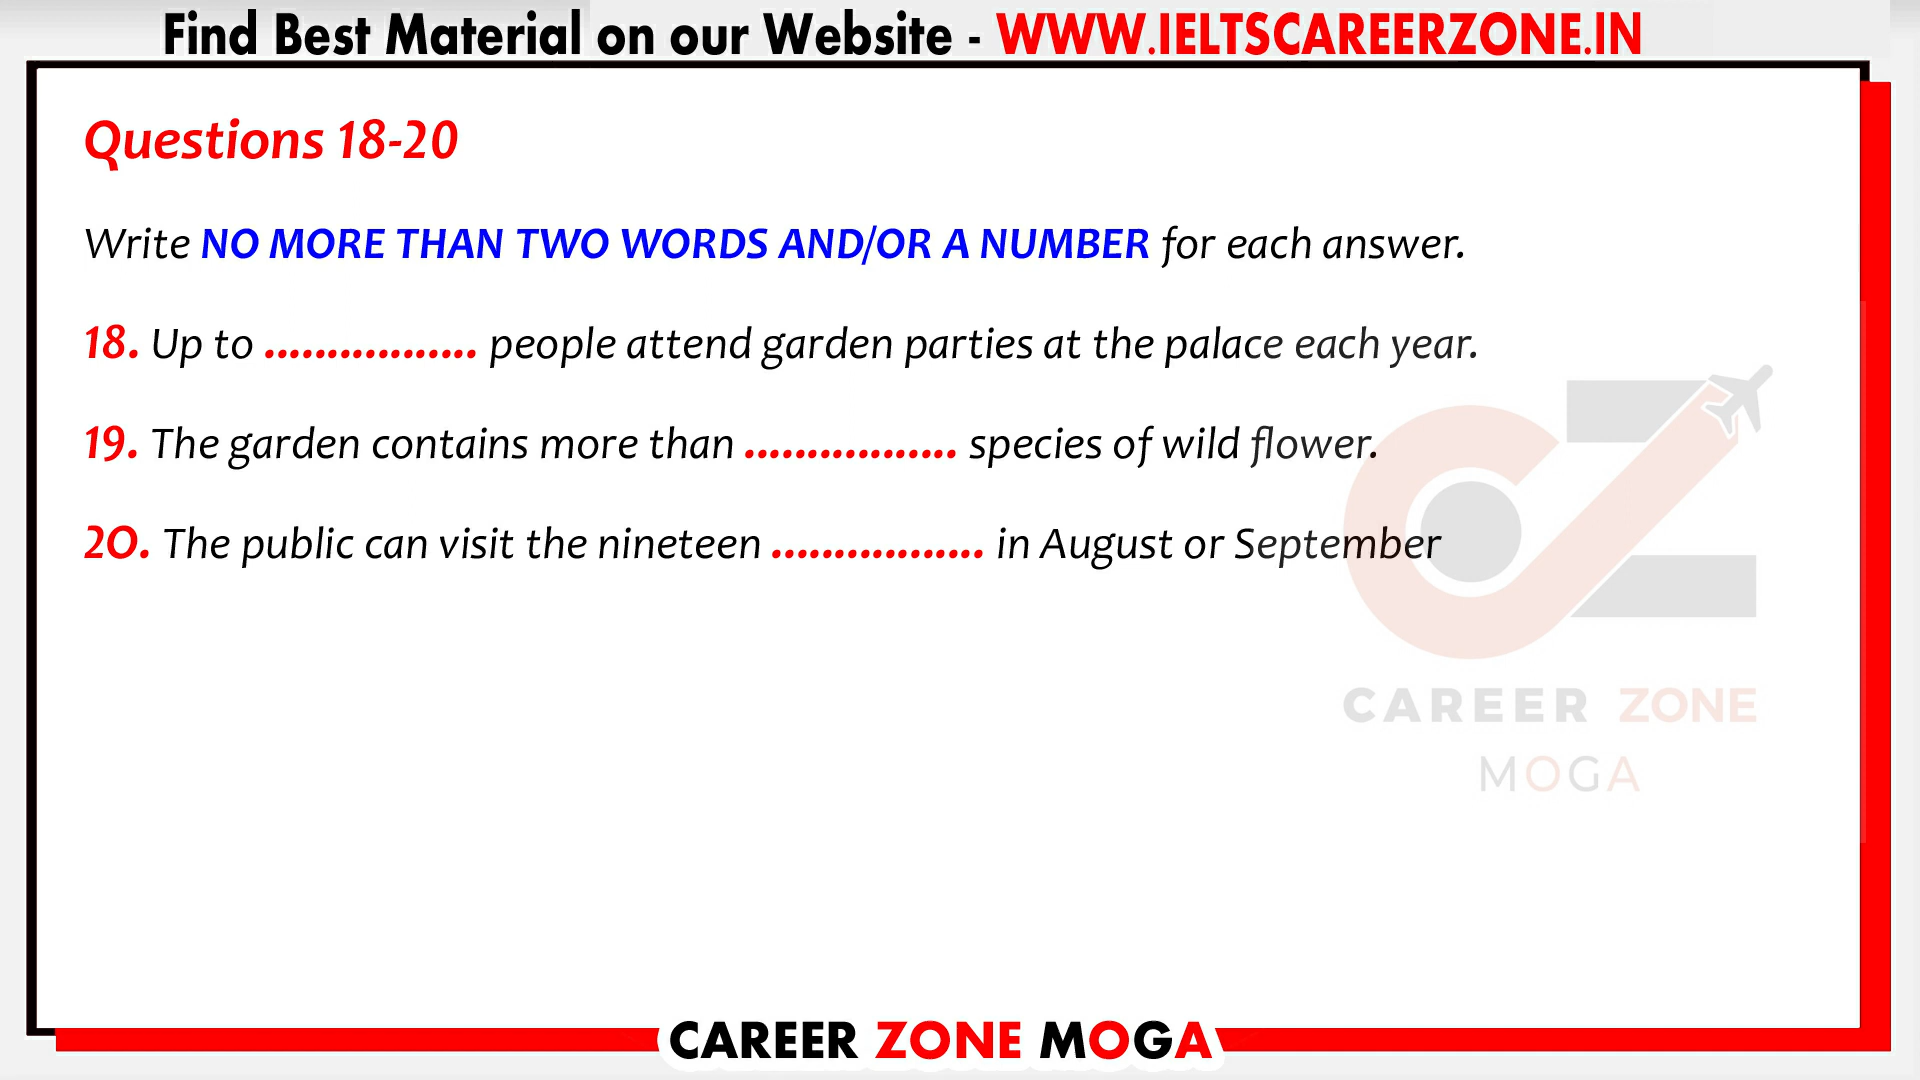 Find Best Material on our Website - WWW.IELTSCAREERZONE.IN
Questions 18-20
Write NO MORE THAN TWO WORDS AND/OR A NUMBER for each answer.
18. Up to ................. people attend garden parties at the palace each year.
19. The garden contains more than ................. species of wild flower.
20. The public can visit the nineteen ................. in August or September
CAREER ZONE
MOGA
CAREER ZONE MOGA